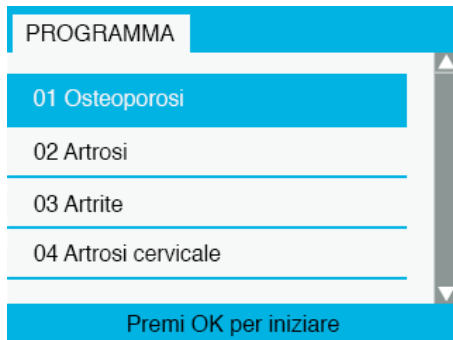 PROGRAMMA
01 Osteoporosi
02 Artrosi
03 Artrite
04 Artrosi cervicale
Premi OK per iniziare